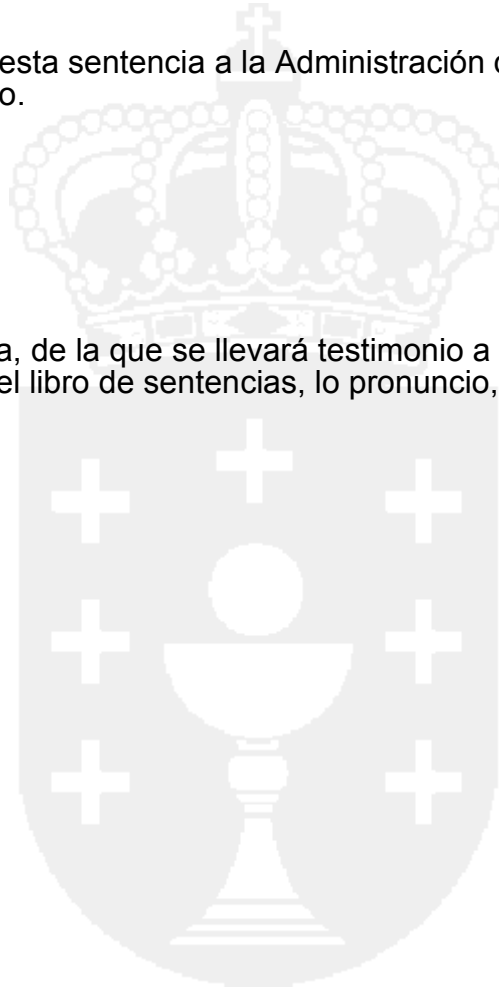 esta sentencia a la Administración
o.
a, de la que se llevará testimonio a
el libro de sentencias, lo pronuncio,